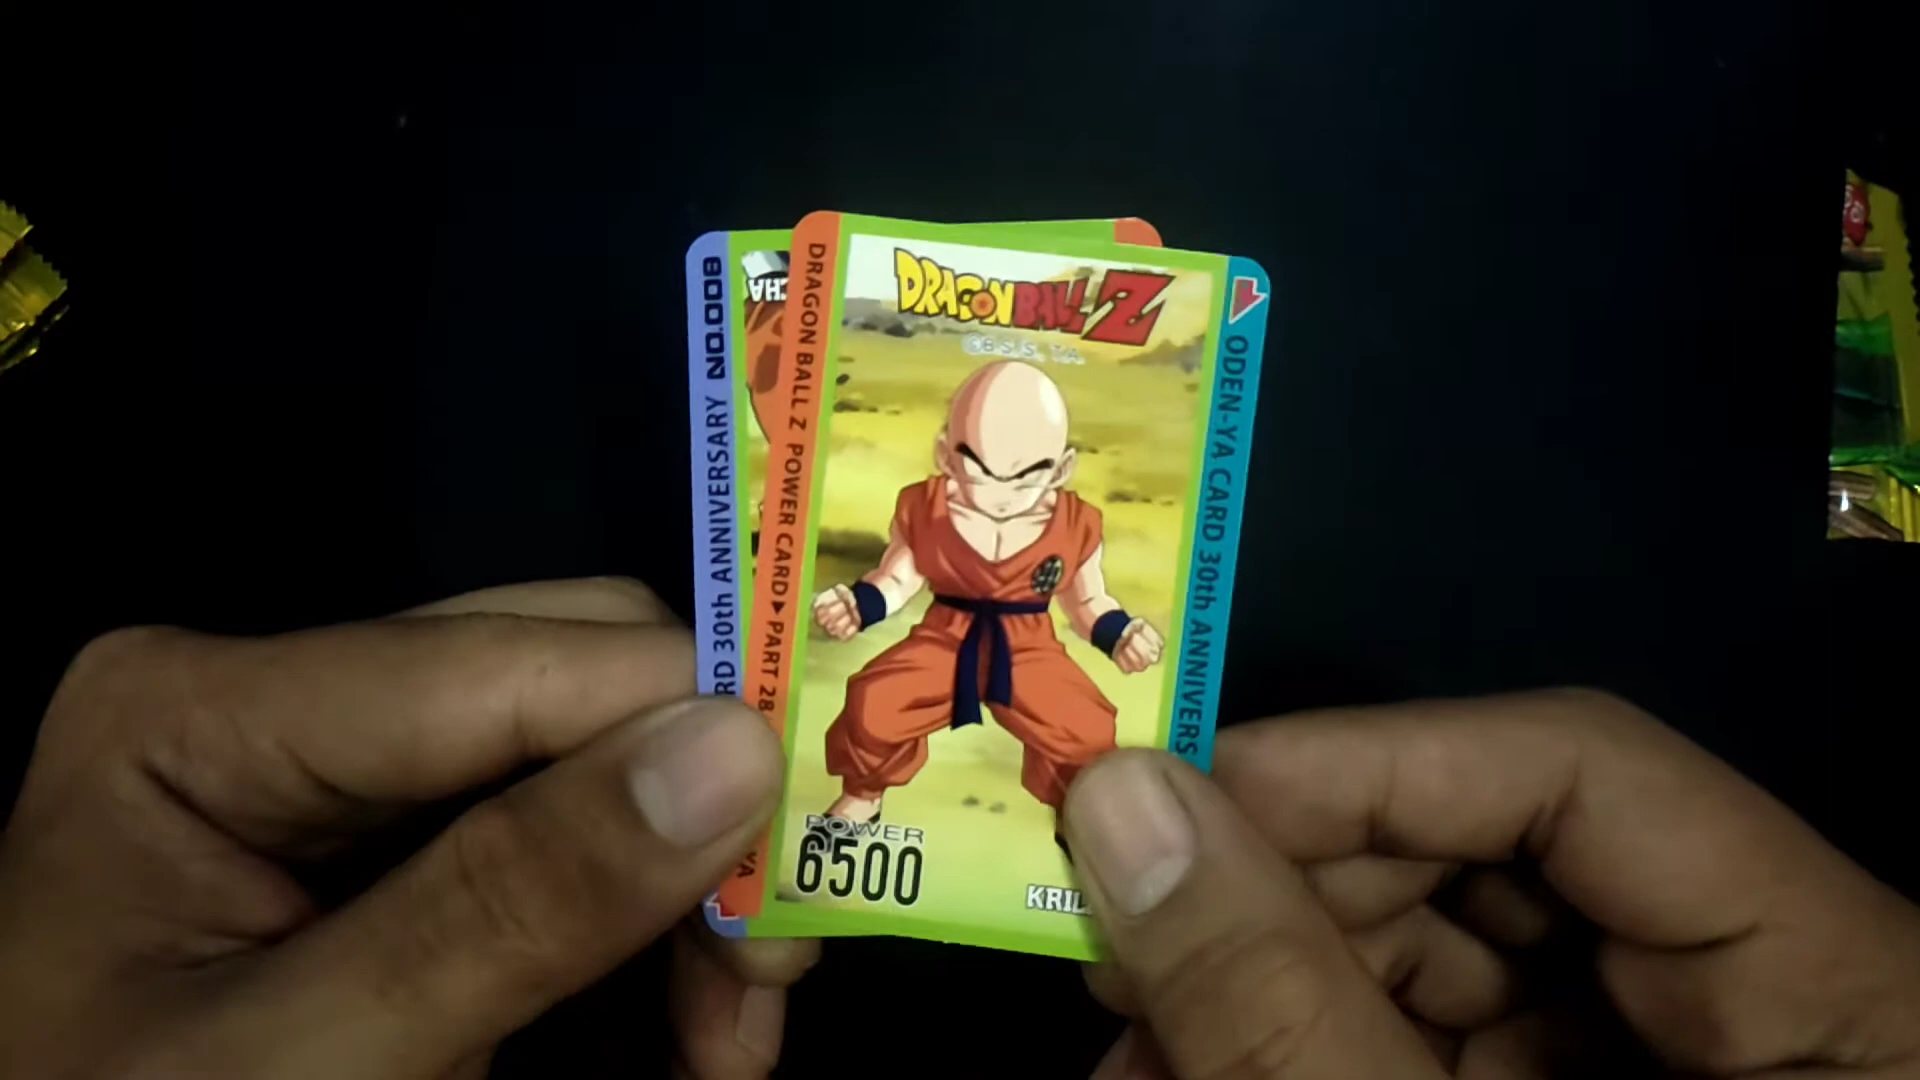 NO.008
RD 30th ANNIVERSARY
DRAGON BALL Z POWER CARD▶PART 28
YA
DRAGON BALL Z
©B.S./S., T.A.
POWER
6500
KRIL
ODEN-YA CARD 30th ANNIVERS